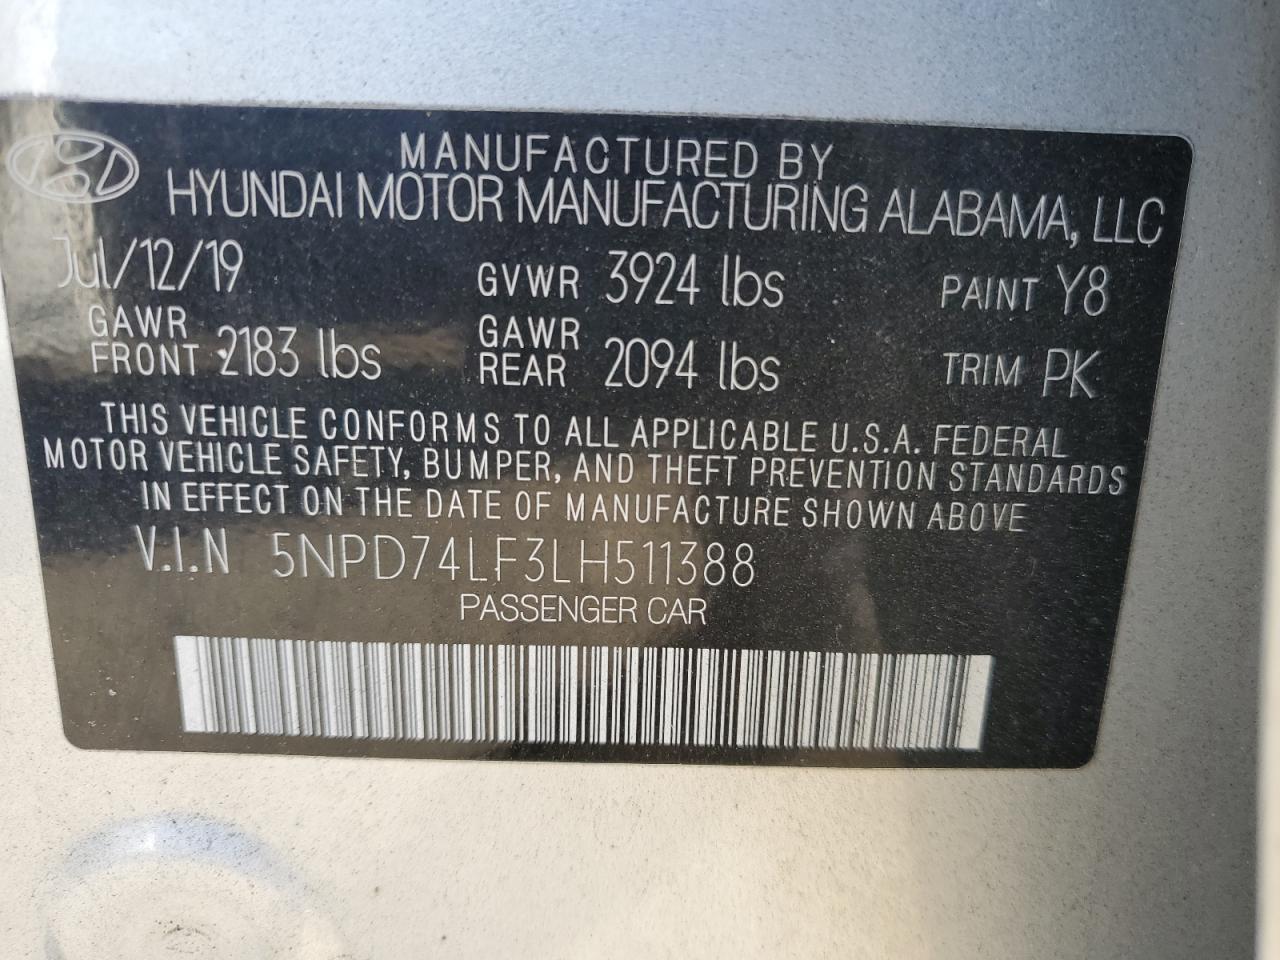 MANUFACTURED BY
HYUNDAI MOTOR MANUFACTURING ALABAMA, LLC
Jul/12/19 GVWR 3924 lbs PAINT Y8
GAWR FRONT 2183 lbs GAWR REAR 2094 lbs TRIM PK
THIS VEHICLE CONFORMS TO ALL APPLICABLE U.S.A. FEDERAL
MOTOR VEHICLE SAFETY, BUMPER, AND THEFT PREVENTION STANDARDS
IN EFFECT ON THE DATE OF MANUFACTURE SHOWN ABOVE
V.I.N 5NPD74LF3LH511388
PASSENGER CAR